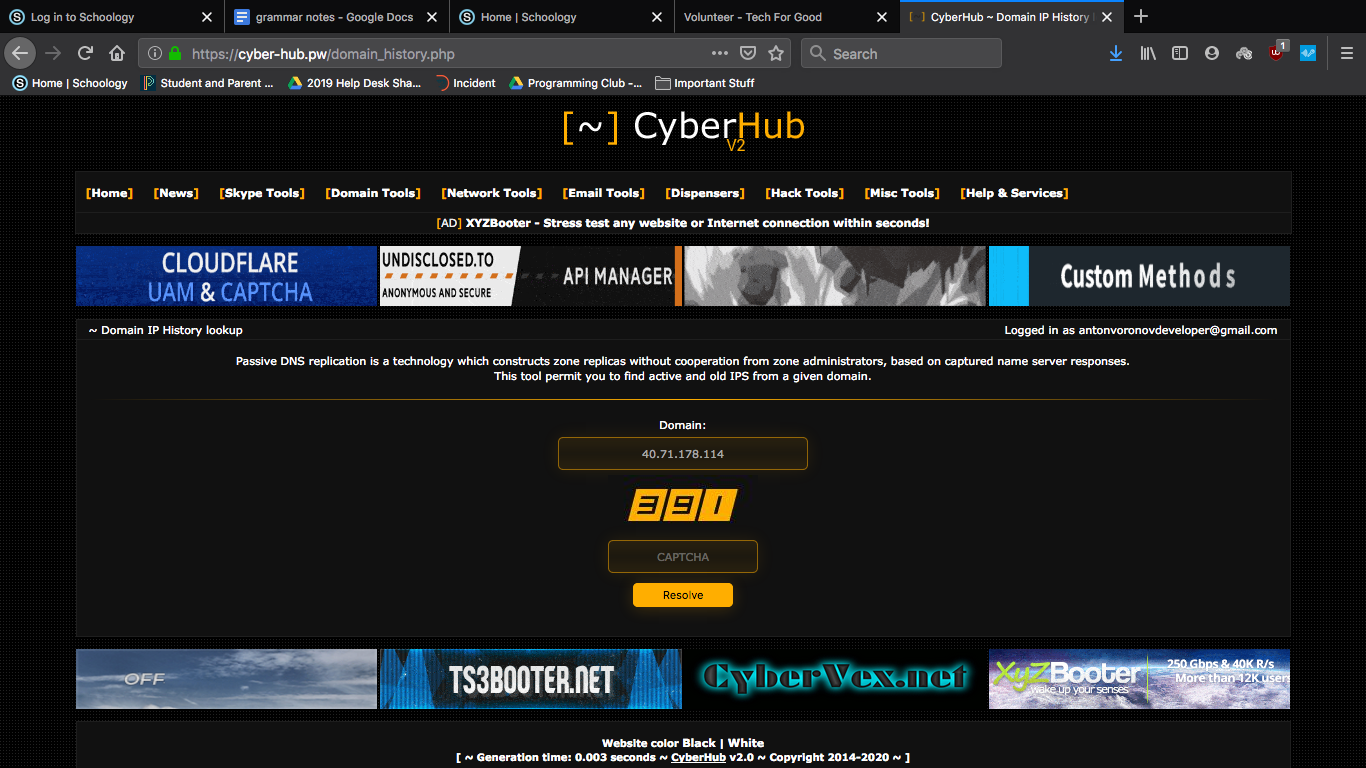 Log in to Schoology
grammar notes - Google Docs
Home | Schoology
Volunteer - Tech For Good
CyberHub ~ Domain IP History
https://cyber-hub.pw/domain_history.php
Search
1
Home | Schoology
Student and Parent ...
2019 Help Desk Sha...
Incident
Programming Club -...
Important Stuff
[~] CyberHub
V2
[Home] [News] [Skype Tools] [Domain Tools] [Network Tools] [Email Tools] [Dispensers] [Hack Tools] [Misc Tools] [Help & Services]
[AD] XYZBooter - Stress test any website or Internet connection within seconds!
CLOUDFLARE
UAM & CAPTCHA
UNDISCLOSED.TO
ANONYMOUS AND SECURE
API MANAGER
Custom Methods
~ Domain IP History lookup
Logged in as antonvoronovdeveloper@gmail.com
Passive DNS replication is a technology which constructs zone replicas without cooperation from zone administrators, based on captured name server responses.
This tool permit you to find active and old IPS from a given domain.
Domain:
40.71.178.114
391
CAPTCHA
Resolve
OFF
TS3BOOTER.NET
CyberVex.net
XyZBooter
wake up your senses
250 Gbps & 40K R/s
More than 12K users
Website color Black | White
[ ~ Generation time: 0.003 seconds ~ CyberHub v2.0 ~ Copyright 2014-2020 ~ ]